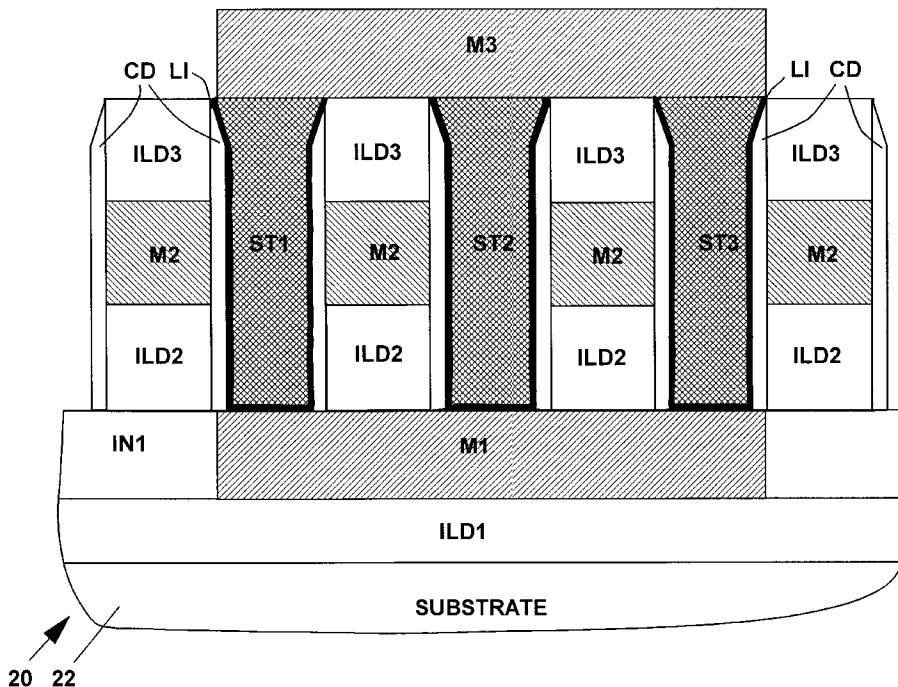 M3
CD LI LI CD
ILD3 ILD3 ILD3 ILD3
ST1 ST2 ST3
M2 M2 M2 M2
ILD2 ILD2 ILD2 ILD2
IN1 M1
ILD1
SUBSTRATE
20 22